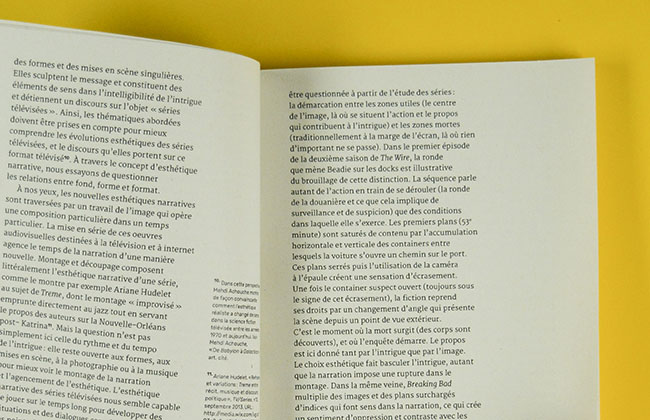 des formes et des mises en scène singulières.
Elles sculptent le message et constituent des
éléments de sens dans l'intelligibilité de l'intrigue
et détiennent un discours sur l'objet « séries
télévisées ». Ainsi, les thématiques abordées
doivent être prises en compte pour mieux
comprendre les évolutions esthétiques des séries
télévisées, et le discours qu'elles portent sur ce
format télévisé⁹⁰. À travers le concept d'esthétique
narrative, nous essayons de questionner
les relations entre fond, forme et format.
À nos yeux, les nouvelles esthétiques narratives
sont traversées par un travail de l'image qui opère
une composition particulière dans un temps
particulier. La mise en série de ces oeuvres
audiovisuelles destinées à la télévision et à internet
agence le temps de la narration d'une manière
nouvelle. Montage et découpage composent
littéralement l'esthétique narrative d'une série,
comme le montre par exemple Ariane Hudelet
au sujet de Treme, dont le montage « improvisé »
emprunte directement au jazz tout en servant
le propos des auteurs sur la Nouvelle-Orléans
post-Katrina⁹¹. Mais la question n'est pas
simplement ici celle du rythme et du tempo
de l'intrigue : elle reste ouverte aux formes, aux
mises en scène, à la photographie ou à la musique
pour mieux voir le montage de la narration
et l'agencement de l'esthétique. L'esthétique
narrative des séries télévisées nous semble capable
de jouer sur le temps long pour développer des
situations et des dialogues
90. Dans cette
Mehdi Achouche
de façon convaincante
comment l'esthétique
réaliste a changé
dans la science
télévisée entre les
1970 et aujourd'hui
Mehdi Achouche,
« De Babylon à
art. cité.
91. Ariane Hudelet, «
et variations : Treme
récit, musique et
politique », TV/Series,
septembre 2013. URL
être questionnée à partir de l'étude des séries :
la démarcation entre les zones utiles (le centre
de l'image, là où se situent l'action et le propos
qui contribuent à l'intrigue) et les zones mortes
(traditionnellement à la marge de l'écran, là où rien
d'important ne se passe). Dans le premier épisode
de la deuxième saison de The Wire, la ronde
que mène Beadie sur les docks est illustrative
du brouillage de cette distinction. La séquence parle
autant de l'action en train de se dérouler (la ronde
de la douanière et ce que cela implique de
surveillance et de suspicion) que des conditions
dans laquelle elle s'exerce. Les premiers plans (53ᵉ
minute) sont saturés de contenu par l'accumulation
horizontale et verticale des containers entre
lesquels la voiture s'ouvre un chemin sur le port.
Ces plans serrés puis l'utilisation de la caméra
à l'épaule créent une sensation d'écrasement.
Une fois le container suspect ouvert (toujours sous
le signe de cet écrasement), la fiction reprend
ses droits par un changement d'angle qui présente
la scène depuis un point de vue extérieur.
C'est le moment où la mort surgit (des corps sont
découverts), et où l'enquête démarre. Le propos
est ici donné tant par l'intrigue que par l'image.
Le choix esthétique fait basculer l'intrigue, autant
que la narration impose une rupture dans le
montage. Dans la même veine, Breaking Bad
multiplie des images et des plans surchargés
d'indices qui font sens dans la narration, ce qui crée
un sentiment d'oppression et contraste avec les